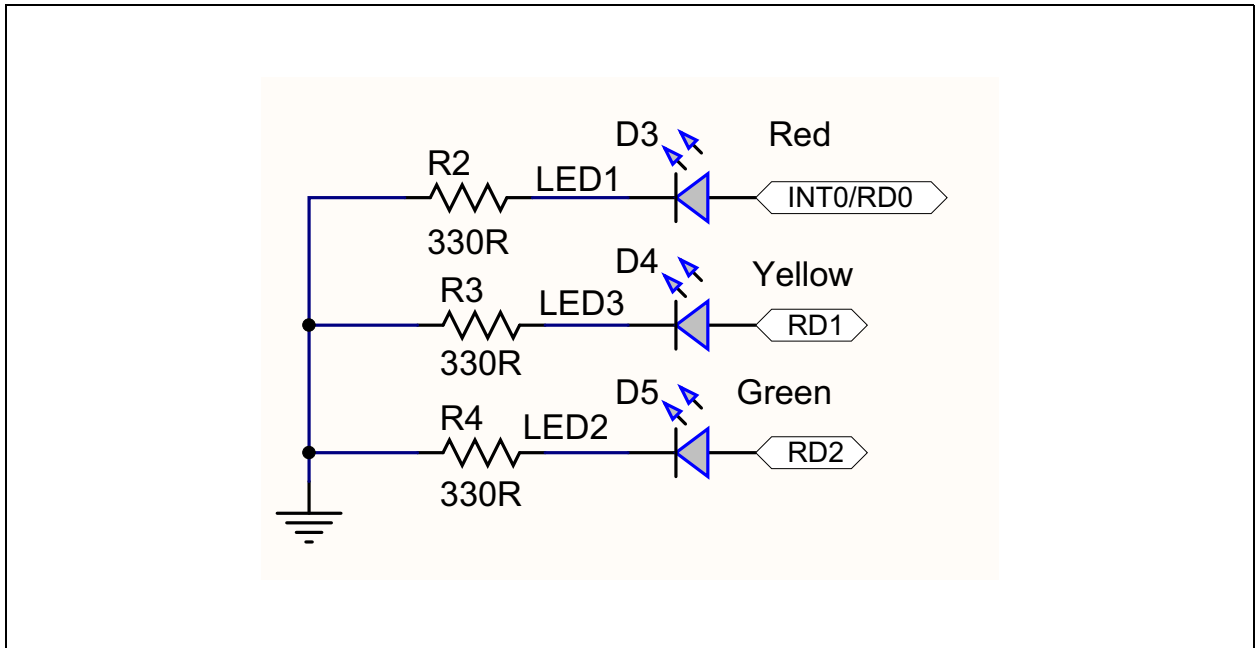 D3
Red
R2
LED1
INT0/RD0
330R
D4
Yellow
R3
LED3
RD1
330R
D5
Green
R4
LED2
RD2
330R